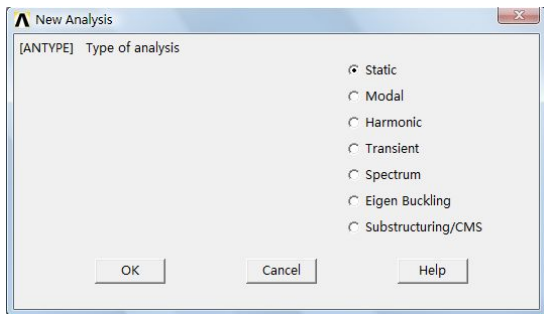 New Analysis
[ANTYPE] Type of analysis
Static
Modal
Harmonic
Transient
Spectrum
Eigen Buckling
Substructuring/CMS
OK Cancel Help